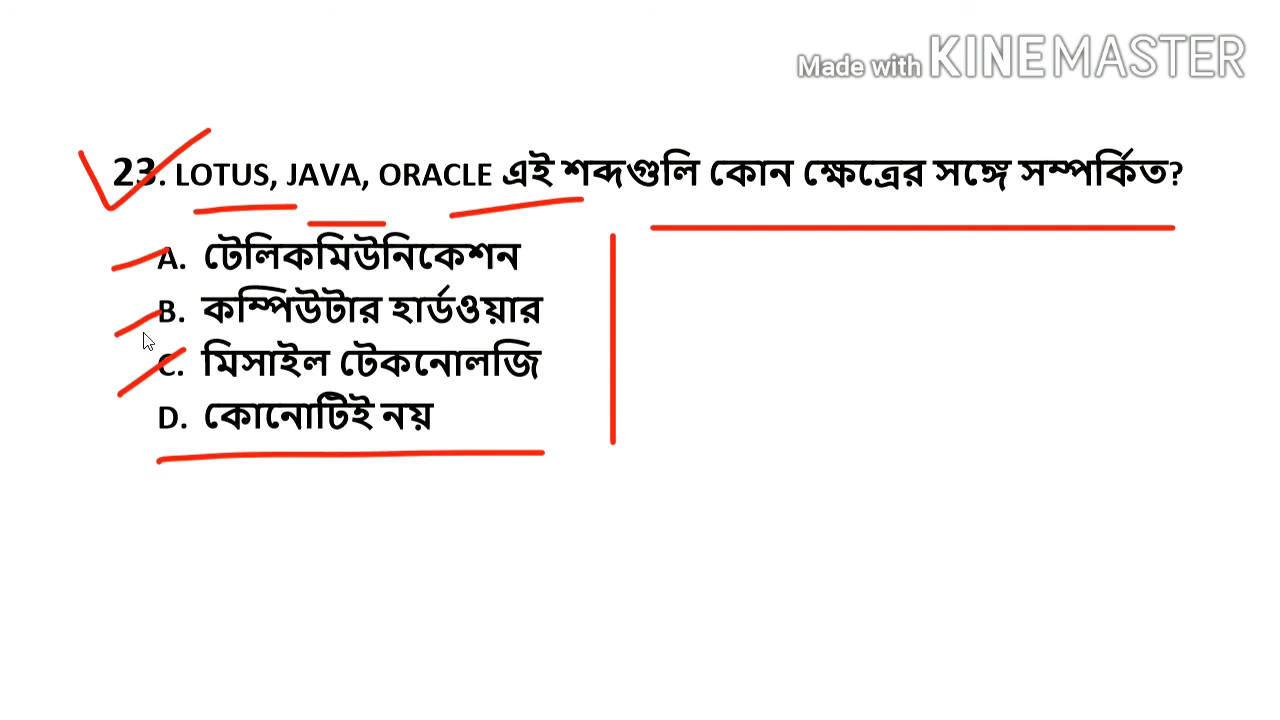 Made with KINEMASTER
23. LOTUS, JAVA, ORACLE এই শব্দগুলি কোন ক্ষেত্রের সঙ্গে সম্পর্কিত?
A. টেলিকমিউনিকেশন
B. কম্পিউটার হার্ডওয়ার
C. মিসাইল টেকনোলজি
D. কোনোটিই নয়